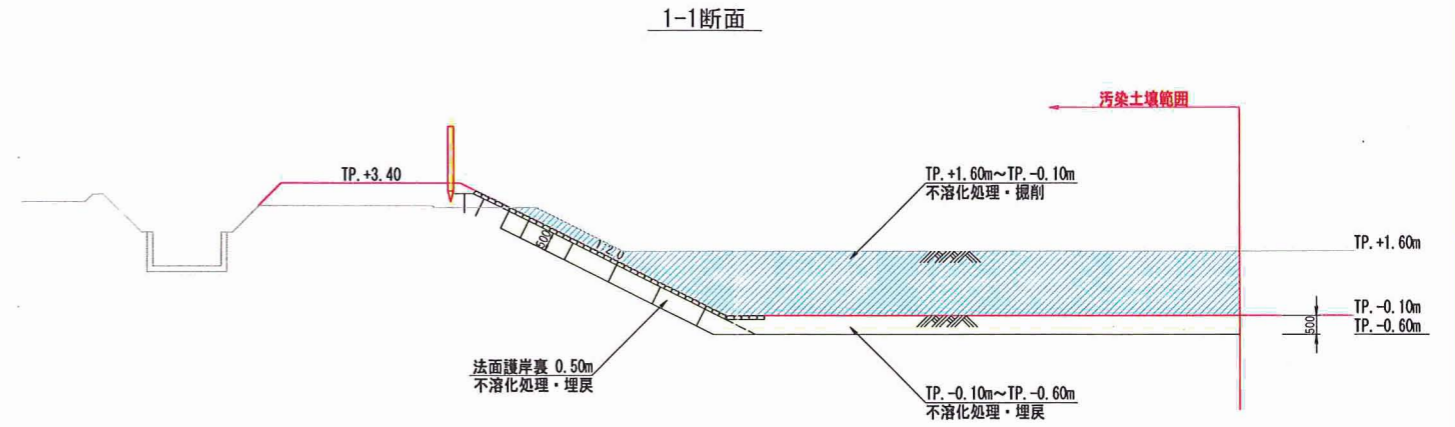 1-1断面
汚染土壌範囲
TP.+3.40
TP.+1.60m～TP.-0.10m
不溶化処理・掘削
TP.+1.60m
500
1:2.0
TP.-0.10m
500
TP.-0.60m
法面護岸裏 0.50m
不溶化処理・埋戻
TP.-0.10m～TP.-0.60m
不溶化処理・埋戻